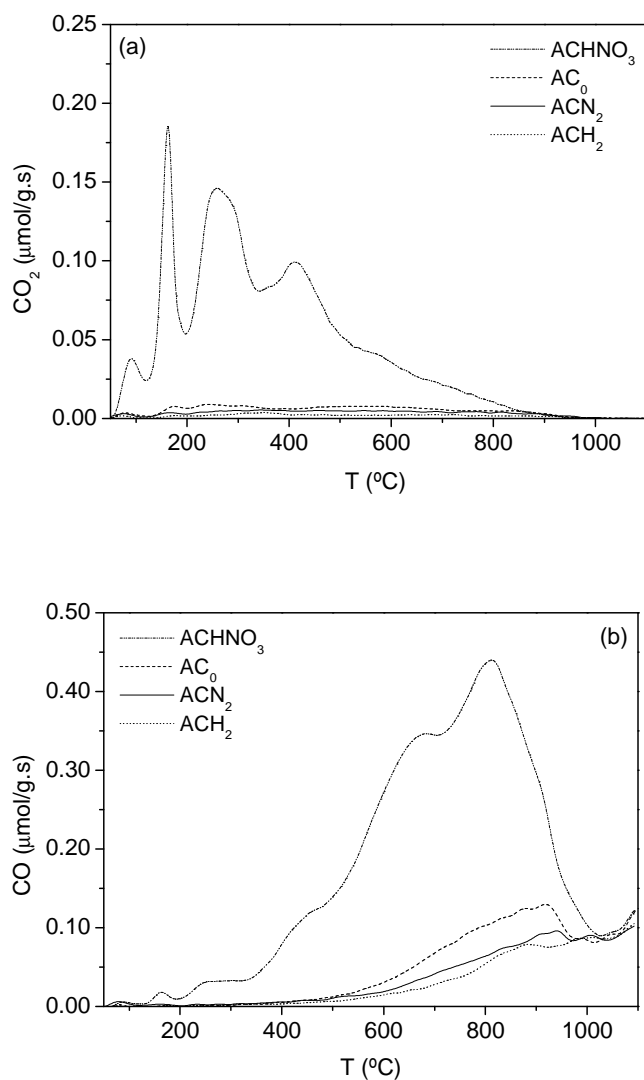 (a)
ACHNO₃
AC₀
ACN₂
ACH₂
0.25
0.20
0.15
0.10
0.05
0.00
CO₂ (μmol/g.s)
200 400 600 800 1000
T (ºC)
(b)
ACHNO₃
AC₀
ACN₂
ACH₂
0.50
0.40
0.30
0.20
0.10
0.00
CO (μmol/g.s)
200 400 600 800 1000
T (ºC)